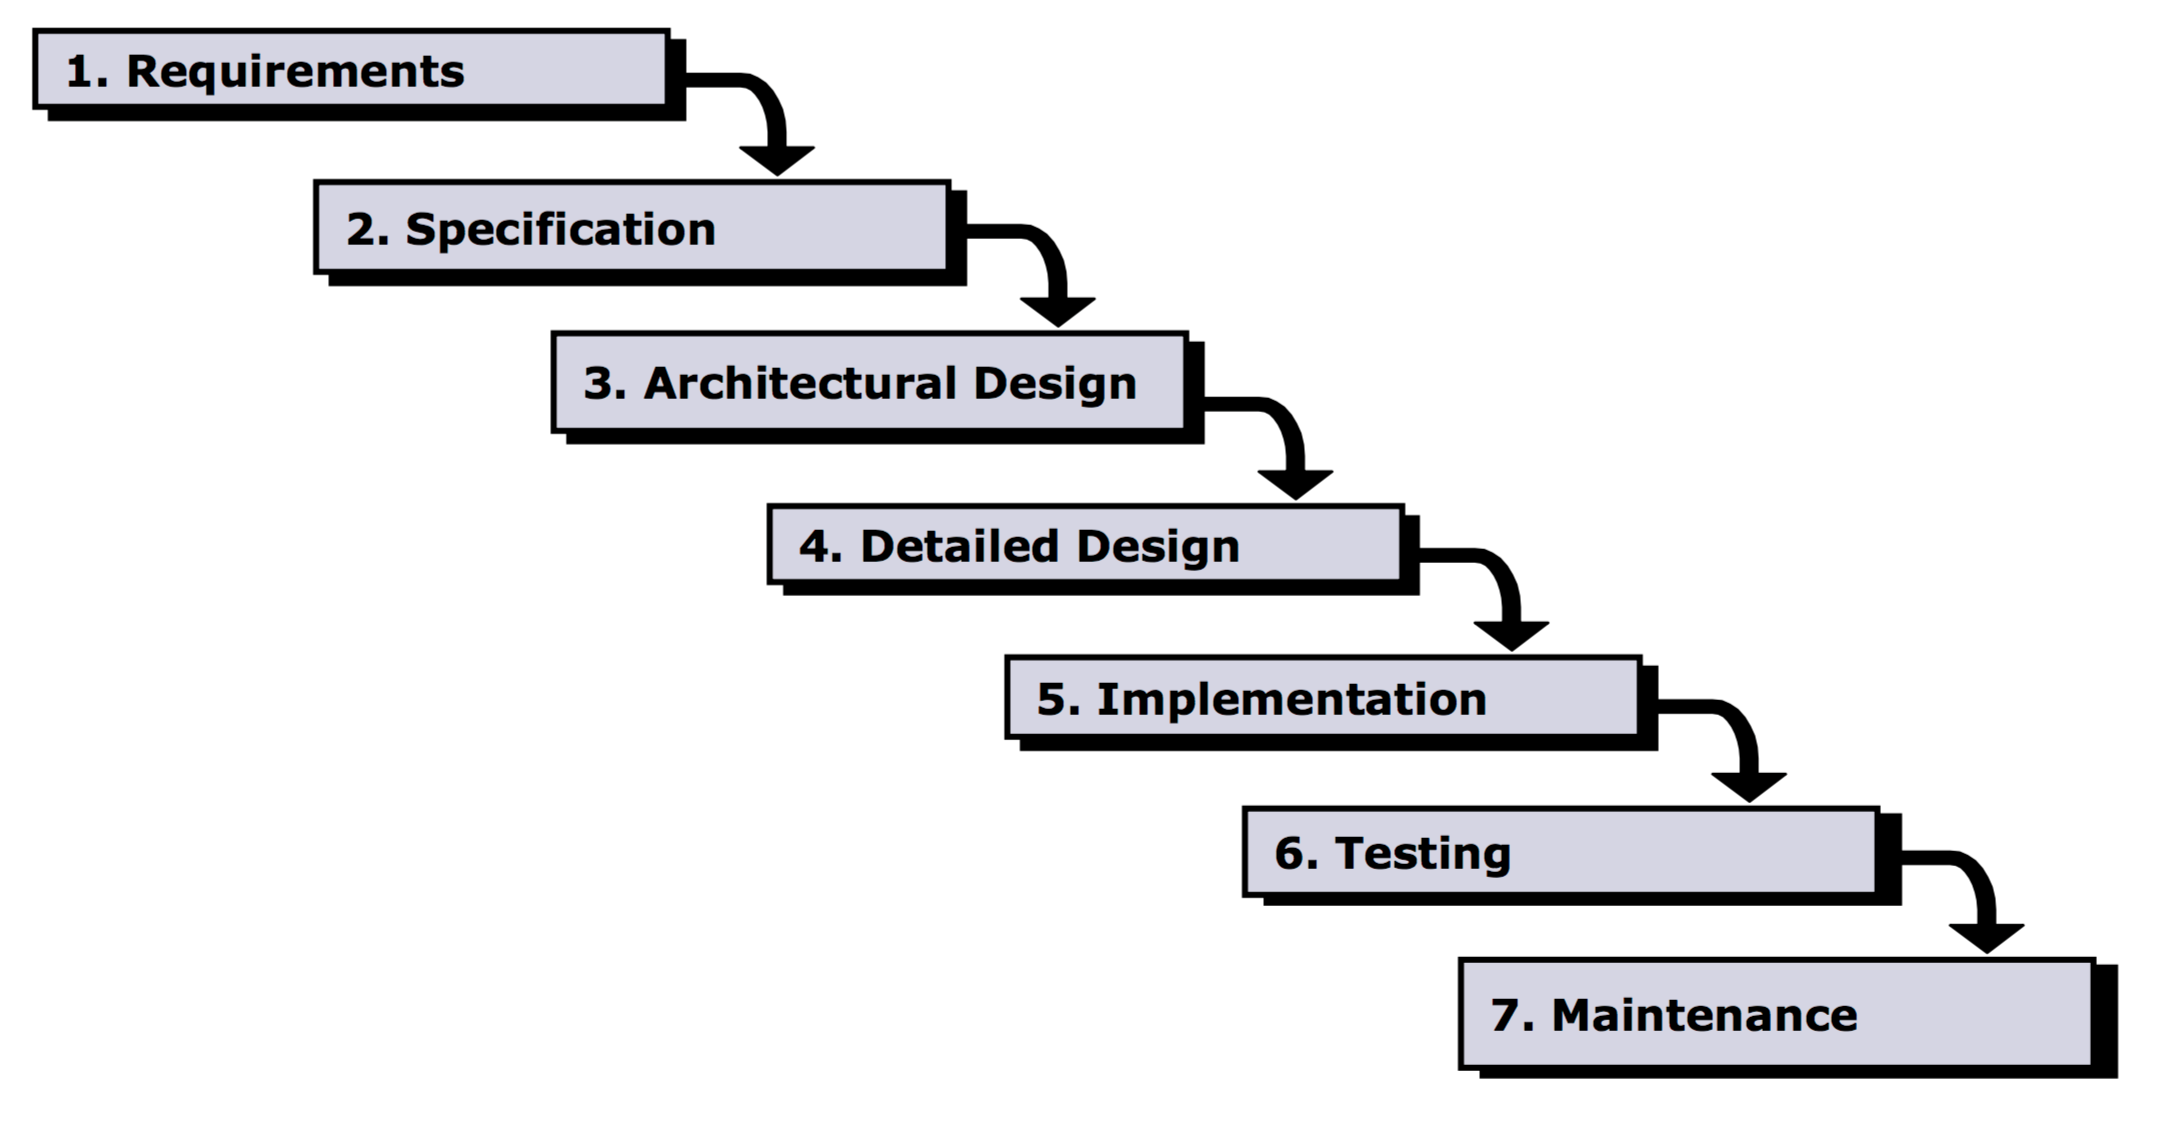 1. Requirements
2. Specification
3. Architectural Design
4. Detailed Design
5. Implementation
6. Testing
7. Maintenance